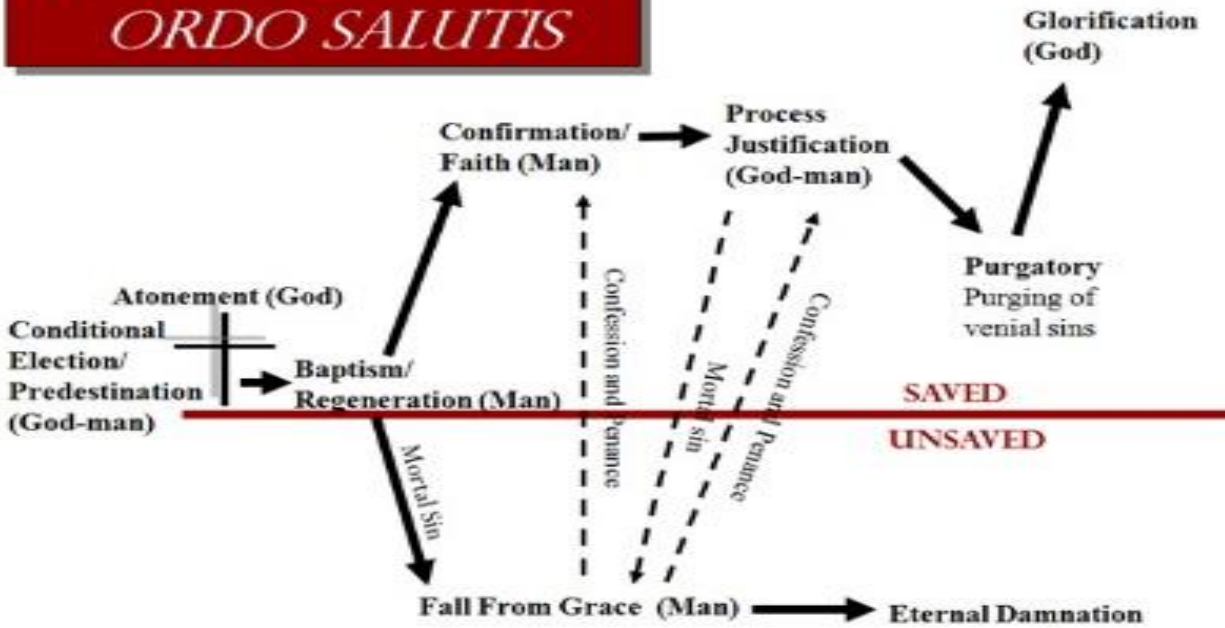 ORDO SALUTIS
Glorification
(God)
Confirmation/
Faith (Man)
Process
Justification
(God-man)
Atonement (God)
Conditional
Election/
Predestination
(God-man)
Baptism/
Regeneration (Man)
Purgatory
Purging of
venial sins
Confession and Penance
Mortal sin
Confession and Penance
SAVED
UNSAVED
Mortal Sin
Fall From Grace (Man)
Eternal Damnation